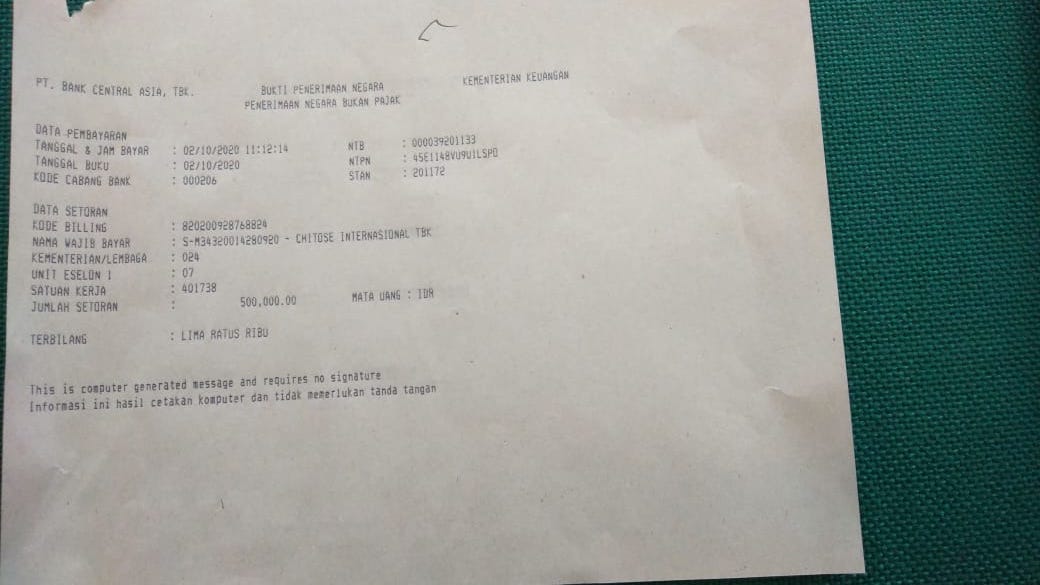 PT. BANK CENTRAL ASIA, TBK. BUKTI PENERIMAAN NEGARA KEMENTERIAN KEUANGAN
PENERIMAAN NEGARA BUKAN PAJAK
DATA PEMBAYARAN
TANGGAL & JAM BAYAR : 02/10/2020 11:12:14 NTB : 000039201133
TANGGAL BUKU : 02/10/2020 NTPN : 45E1148VU9U1LSPD
KODE CABANG BANK : 000206 STAN : 201172
DATA SETORAN
KODE BILLING : 820200928768824
NAMA WAJIB BAYAR : S-M34320014280920 - CHITOSE INTERNASIONAL TBK
KEMENTERIAN/LEMBAGA : 024
UNIT ESELON I : 07
SATUAN KERJA : 401738
JUMLAH SETORAN : 500,000.00 MATA UANG : IDR
TERBILANG : LIMA RATUS RIBU
This is computer generated message and requires no signature
Informasi ini hasil cetakan komputer dan tidak memerlukan tanda tangan